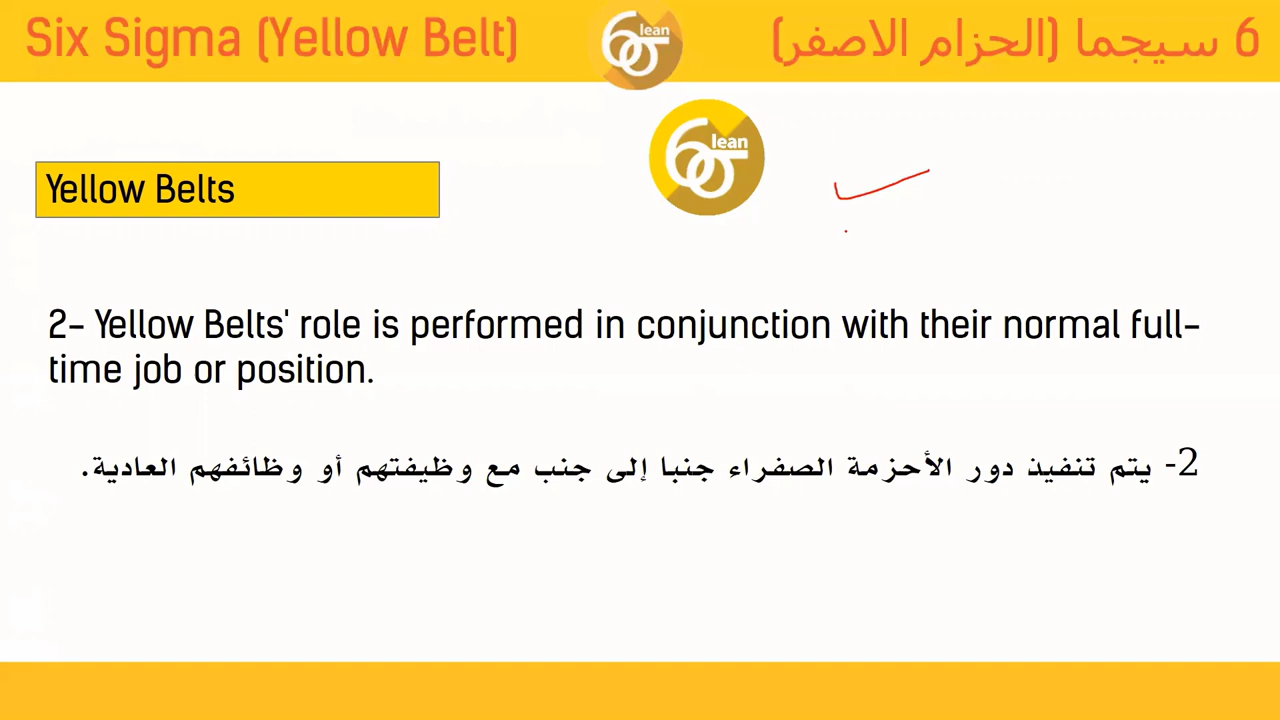 Six Sigma (Yellow Belt)
lean
6σ
6 سيجما (الحزام الاصفر)
lean
6σ
Yellow Belts
2- Yellow Belts' role is performed in conjunction with their normal full-
time job or position.
2- يتم تنفيذ دور الأحزمة الصفراء جنبا إلى جنب مع وظيفتهم أو وظائفهم العادية.